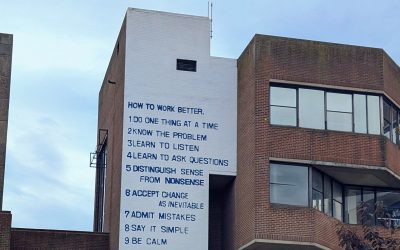 HOW TO WORK BETTER.
1 DO ONE THING AT A TIME
2 KNOW THE PROBLEM
3 LEARN TO LISTEN
4 LEARN TO ASK QUESTIONS
5 DISTINGUISH SENSE
FROM NONSENSE
6 ACCEPT CHANGE
AS INEVITABLE
7 ADMIT MISTAKES
8 SAY IT SIMPLE
9 BE CALM